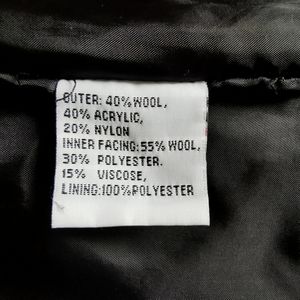 OUTER: 40% WOOL,
40% ACRYLIC,
20% NYLON
INNER FACING:55% WOOL,
30% POLYESTER.
15% VISCOSE,
LINING:100%POLYESTER